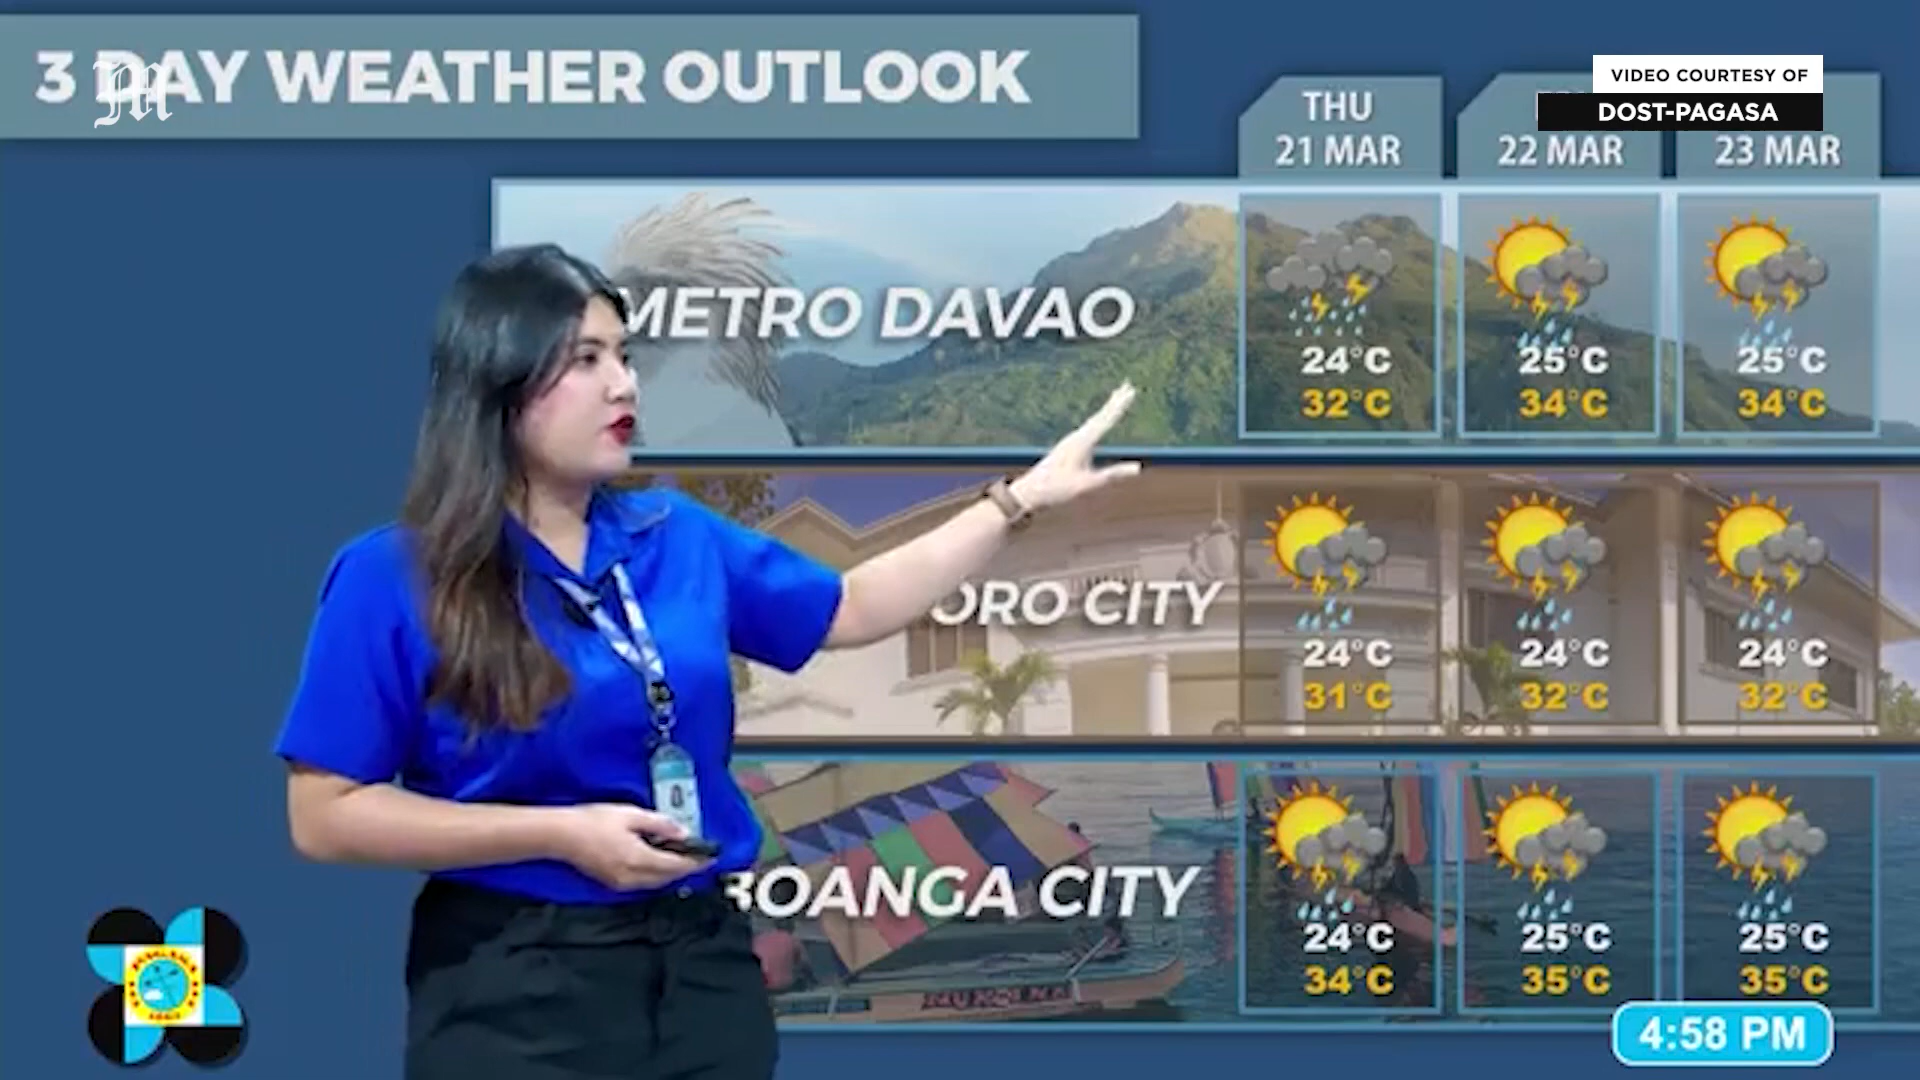 3 DAY WEATHER OUTLOOK
M
VIDEO COURTESY OF
DOST-PAGASA
THU
21 MAR
22 MAR
23 MAR
METRO DAVAO
24°C
32°C
25°C
34°C
25°C
34°C
ORO CITY
24°C
31°C
24°C
32°C
24°C
32°C
BOANGA CITY
24°C
34°C
25°C
35°C
25°C
35°C
4:58 PM